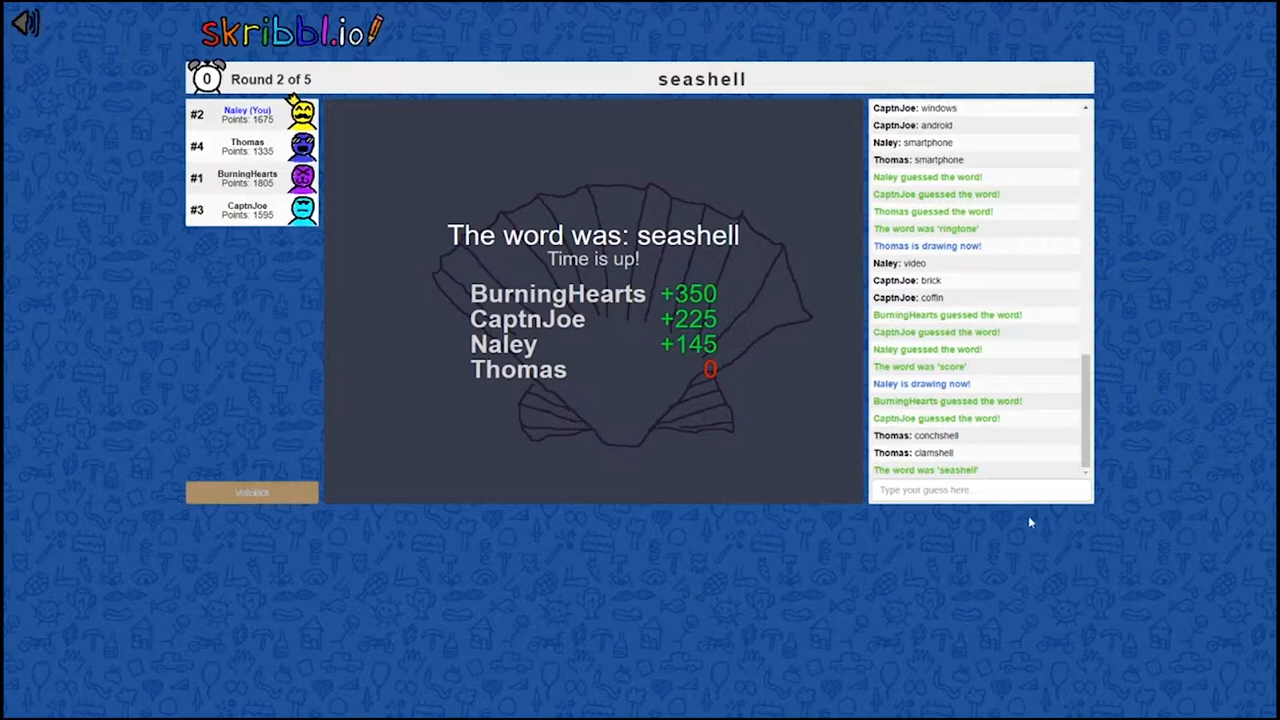 skribbl.io
0 Round 2 of 5
seashell
#2 Naley (You)
Points: 1675
#4 Thomas
Points: 1335
#1 BurningHearts
Points: 1805
#3 CaptnJoe
Points: 1595
Votekick
The word was: seashell
Time is up!
BurningHearts +350
CaptnJoe +225
Naley +145
Thomas 0
CaptnJoe: windows
CaptnJoe: android
Naley: smartphone
Thomas: smartphone
Naley guessed the word!
CaptnJoe guessed the word!
Thomas guessed the word!
The word was 'ringtone'
Thomas is drawing now!
Naley: video
CaptnJoe: brick
CaptnJoe: coffin
BurningHearts guessed the word!
CaptnJoe guessed the word!
Naley guessed the word!
The word was 'score'
Naley is drawing now!
BurningHearts guessed the word!
CaptnJoe guessed the word!
Thomas: conchshell
Thomas: clamshell
The word was 'seashell'
Type your guess here...